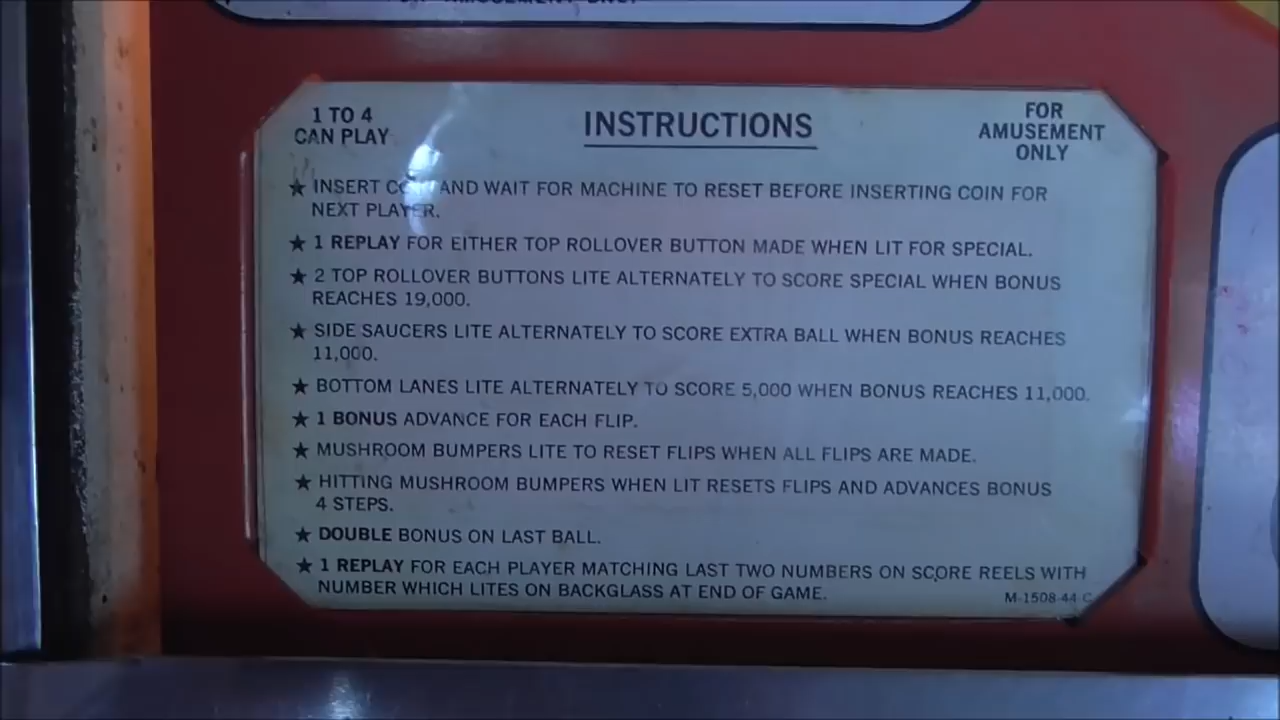 AMUSEMENT ONLY
1 TO 4
CAN PLAY
INSTRUCTIONS
FOR
AMUSEMENT
ONLY
★ INSERT COIN AND WAIT FOR MACHINE TO RESET BEFORE INSERTING COIN FOR
NEXT PLAYER.
★ 1 REPLAY FOR EITHER TOP ROLLOVER BUTTON MADE WHEN LIT FOR SPECIAL.
★ 2 TOP ROLLOVER BUTTONS LITE ALTERNATELY TO SCORE SPECIAL WHEN BONUS
REACHES 19,000.
★ SIDE SAUCERS LITE ALTERNATELY TO SCORE EXTRA BALL WHEN BONUS REACHES
11,000.
★ BOTTOM LANES LITE ALTERNATELY TO SCORE 5,000 WHEN BONUS REACHES 11,000.
★ 1 BONUS ADVANCE FOR EACH FLIP.
★ MUSHROOM BUMPERS LITE TO RESET FLIPS WHEN ALL FLIPS ARE MADE.
★ HITTING MUSHROOM BUMPERS WHEN LIT RESETS FLIPS AND ADVANCES BONUS
4 STEPS.
★ DOUBLE BONUS ON LAST BALL.
★ 1 REPLAY FOR EACH PLAYER MATCHING LAST TWO NUMBERS ON SCORE REELS WITH
NUMBER WHICH LITES ON BACKGLASS AT END OF GAME.
M-1508-44 C